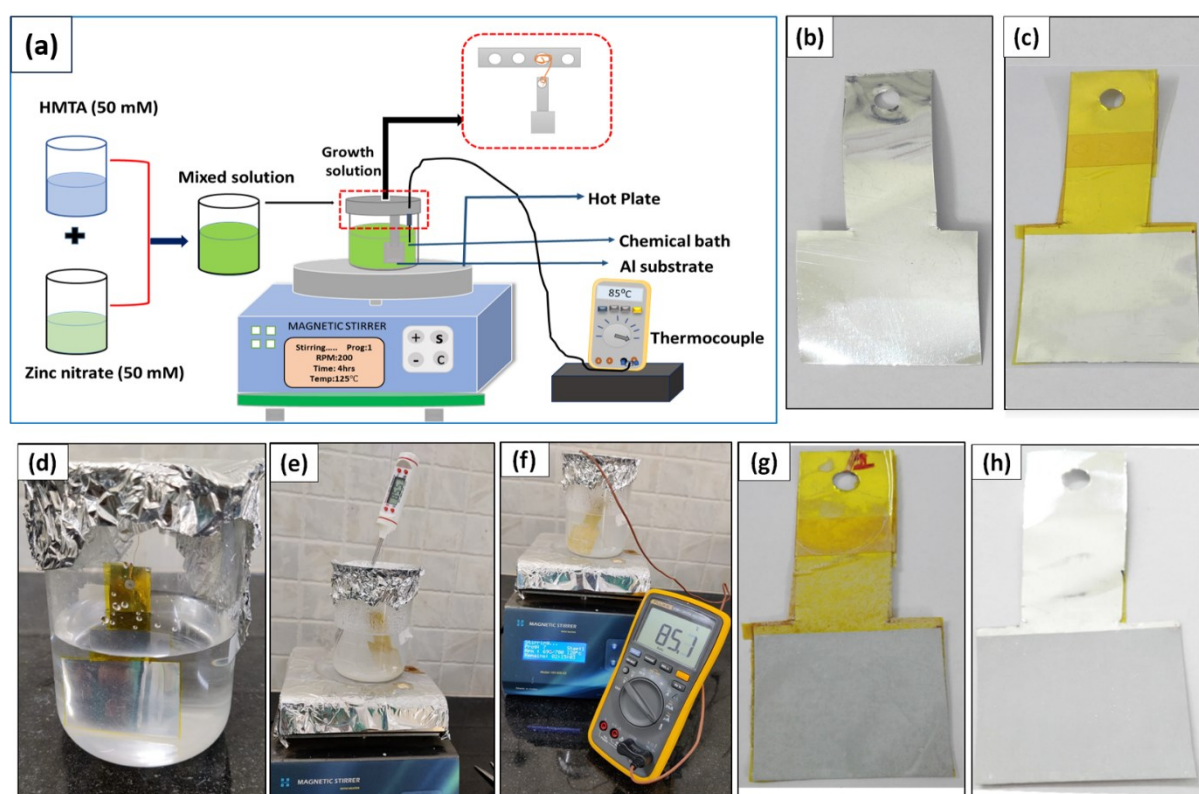 (a)
HMTA (50 mM)
Zinc nitrate (50 mM)
Mixed solution
Growth
solution
Hot Plate
Chemical bath
Al substrate
85°C
Thermocouple
MAGNETIC STIRRER
Stirring..... Prog:1
RPM:200
Time: 4hrs
Temp:125°C
+ S
- C
(b)
(c)
(d)
(e)
MAGNETIC STIRRER
(f)
MAGNETIC STIRRER
85.1
(g)
(h)